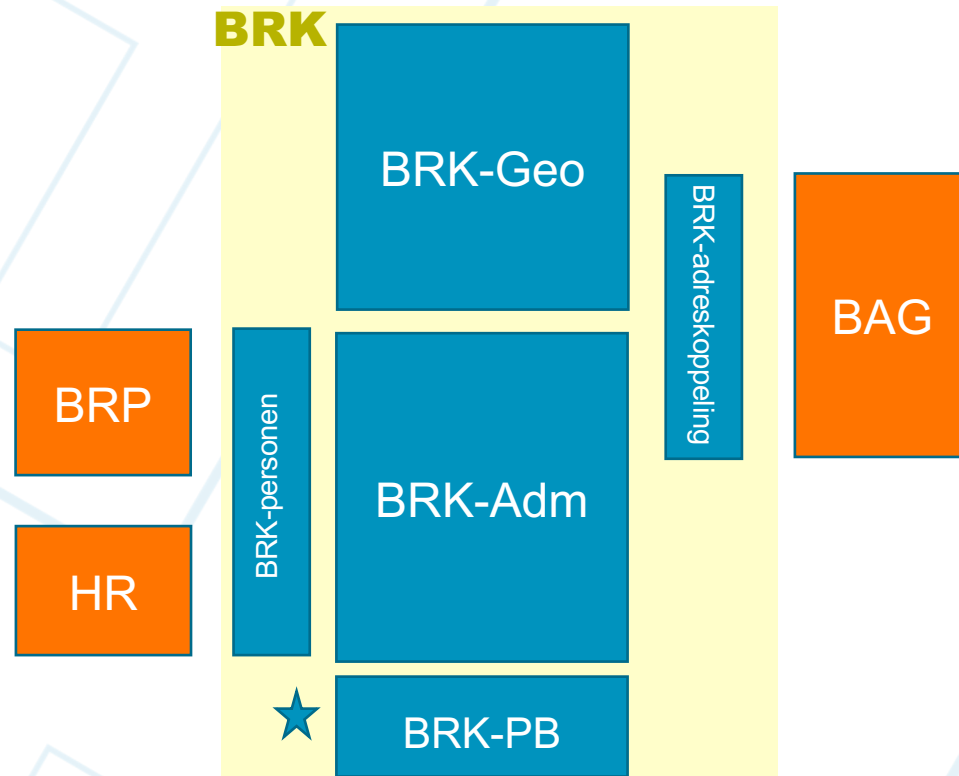 BRK
BRK-Geo
BRK-adreskoppeling
BAG
BRP
BRK-personen
BRK-Adm
HR
BRK-PB